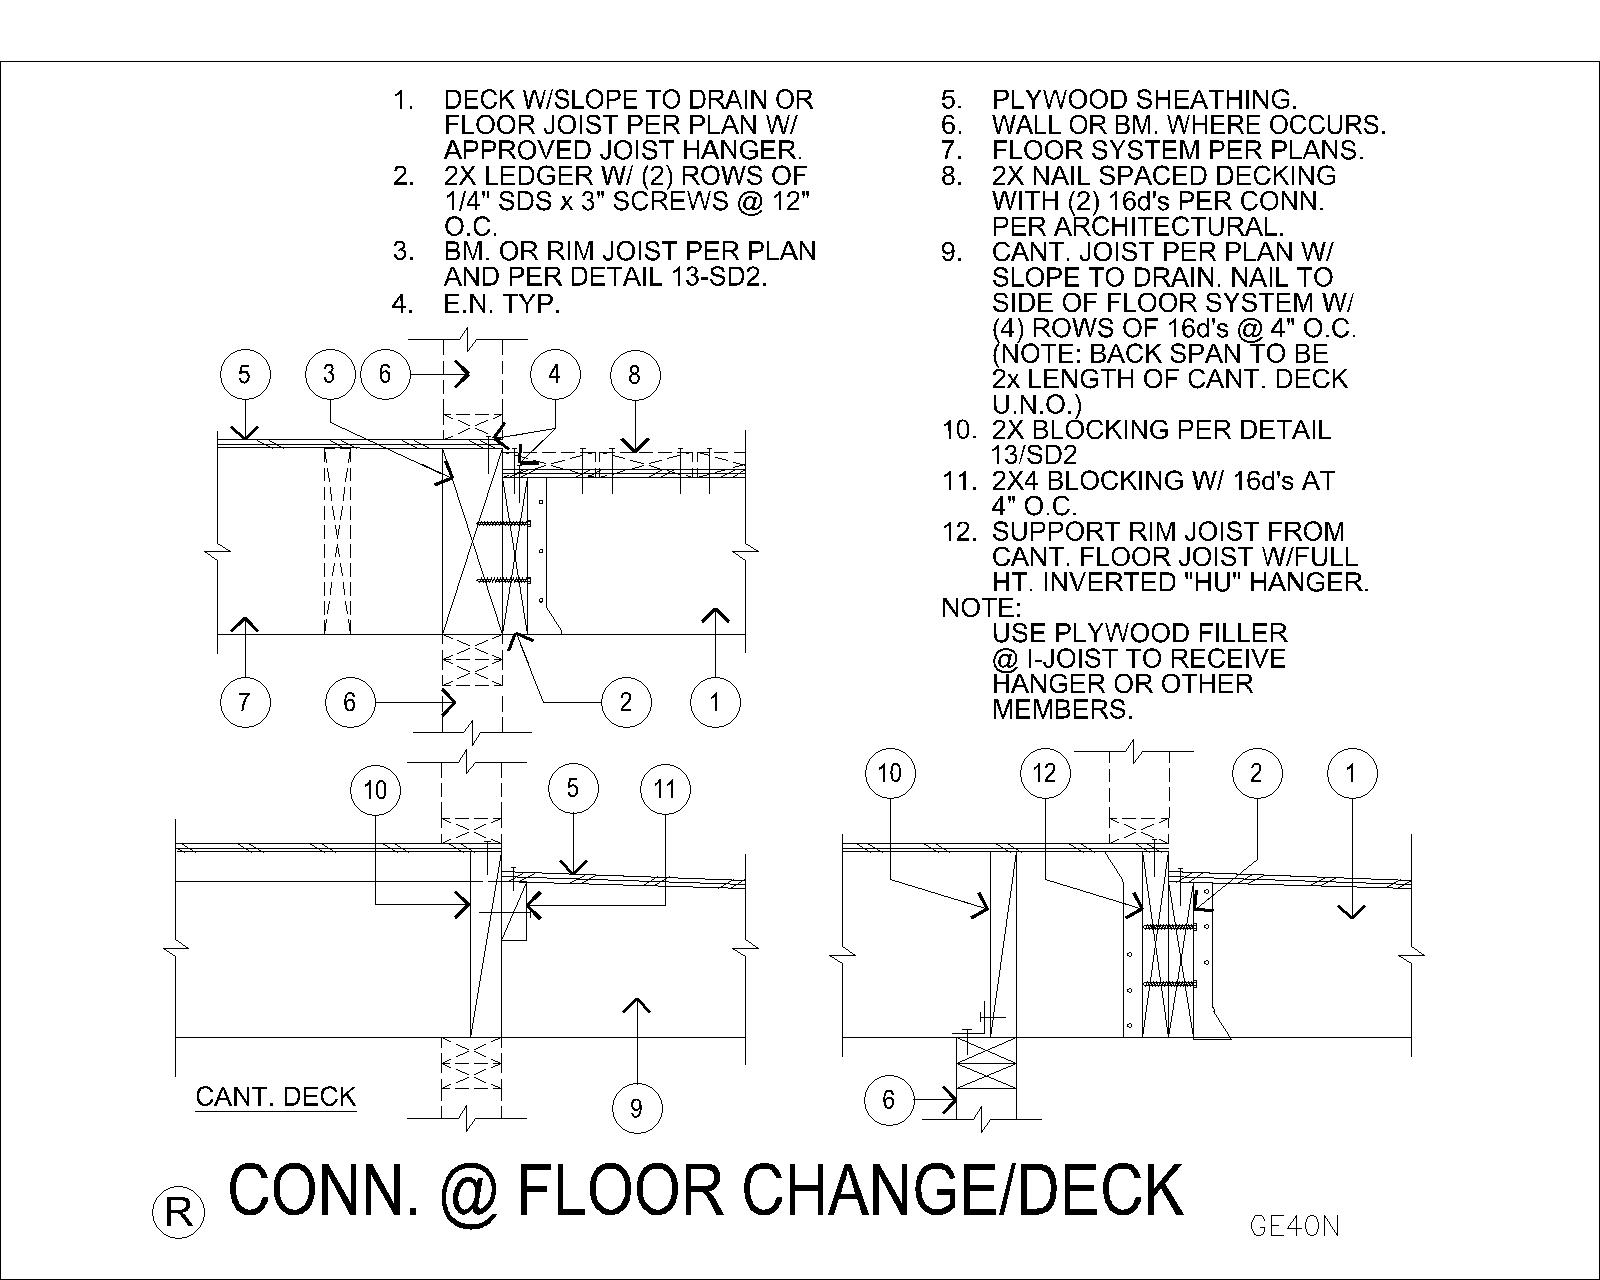 1. DECK W/SLOPE TO DRAIN OR
FLOOR JOIST PER PLAN W/
APPROVED JOIST HANGER.
2. 2X LEDGER W/ (2) ROWS OF
1/4" SDS x 3" SCREWS @ 12"
O.C.
3. BM. OR RIM JOIST PER PLAN
AND PER DETAIL 13-SD2.
4. E.N. TYP.
5. PLYWOOD SHEATHING.
6. WALL OR BM. WHERE OCCURS.
7. FLOOR SYSTEM PER PLANS.
8. 2X NAIL SPACED DECKING
WITH (2) 16d's PER CONN.
PER ARCHITECTURAL.
9. CANT. JOIST PER PLAN W/
SLOPE TO DRAIN. NAIL TO
SIDE OF FLOOR SYSTEM W/
(4) ROWS OF 16d's @ 4" O.C.
(NOTE: BACK SPAN TO BE
2x LENGTH OF CANT. DECK
U.N.O.)
10. 2X BLOCKING PER DETAIL
13/SD2
11. 2X4 BLOCKING W/ 16d's AT
4" O.C.
12. SUPPORT RIM JOIST FROM
CANT. FLOOR JOIST W/FULL
HT. INVERTED "HU" HANGER.
NOTE:
USE PLYWOOD FILLER
@ I-JOIST TO RECEIVE
HANGER OR OTHER
MEMBERS.
5 3 6 4 8
7 6 2 1
10 5 11
9
CANT. DECK
10 12 2 1
6
R CONN. @ FLOOR CHANGE/DECK
GE40N